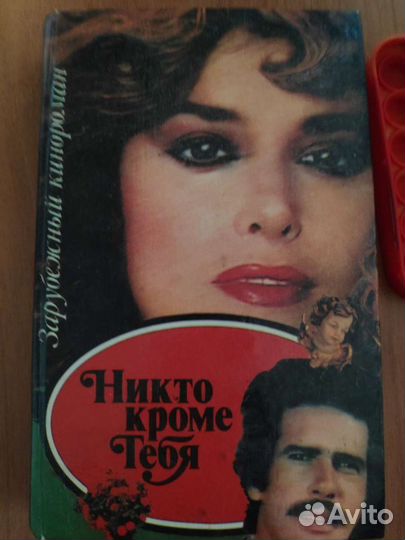 Зарубежный кинороман
Никто
кроме
Тебя
Avito